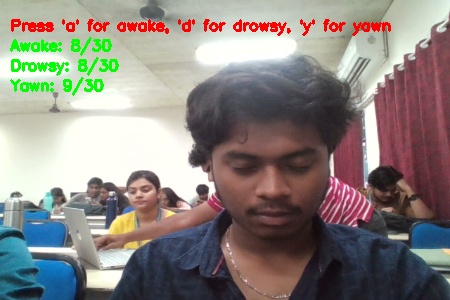 Press 'a' for awake, 'd' for drowsy, 'y' for yawn
Awake: 8/30
Drowsy: 8/30
Yawn: 9/30